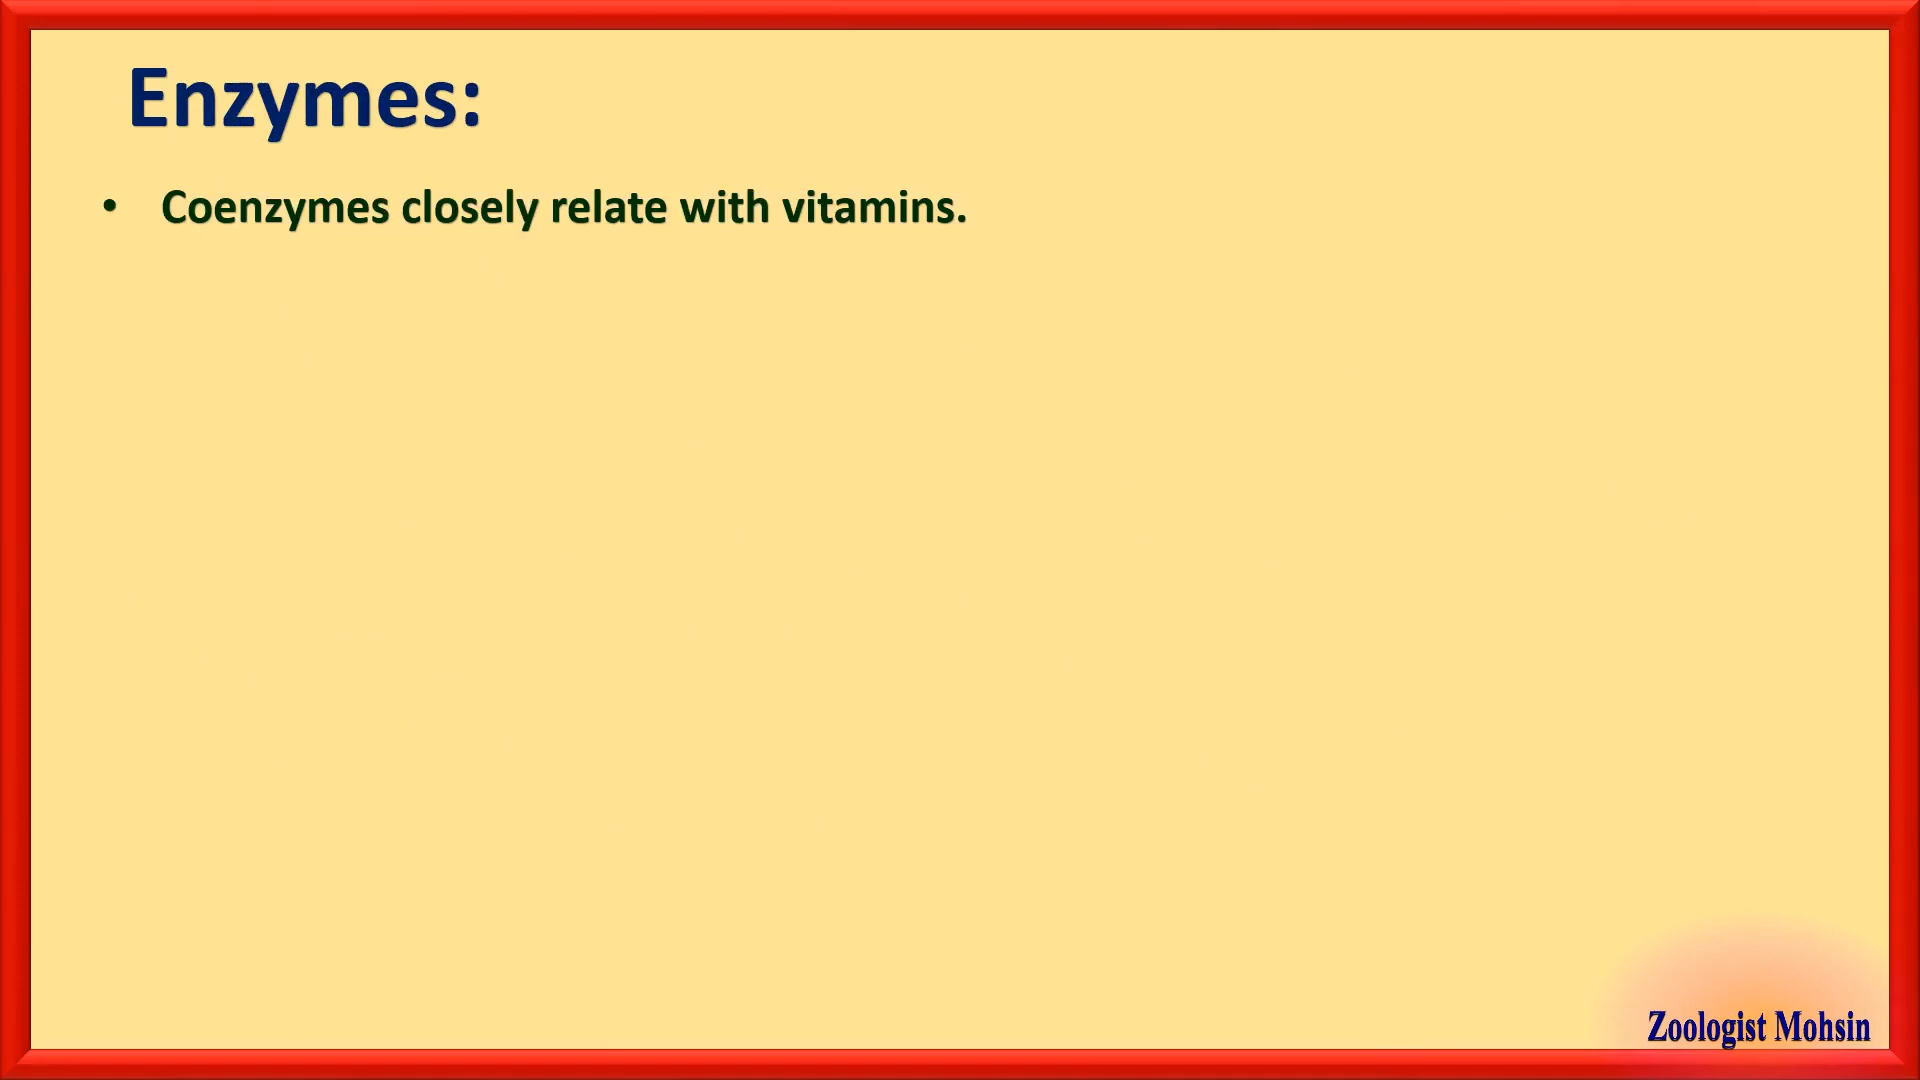 Enzymes:
• Coenzymes closely relate with vitamins.
Zoologist Mohsin